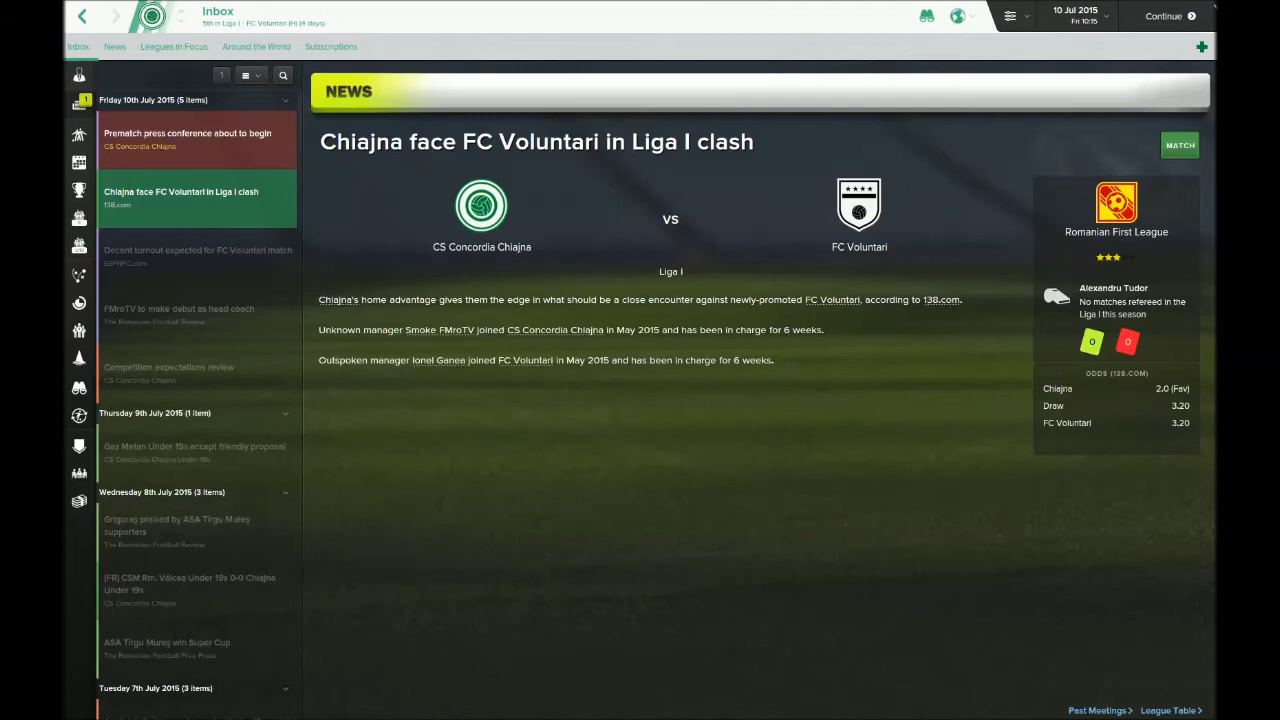 Inbox
5th in Liga I - FC Voluntari (H) (4 days)
10 Jul 2015
Fri 10:15
Continue
Inbox
News
Leagues in Focus
Around the World
Subscriptions
1
1
Friday 10th July 2015 (5 items)
Prematch press conference about to begin
CS Concordia Chiajna
Chiajna face FC Voluntari in Liga I clash
138.com
Decent turnout expected for FC Voluntari match
ESPNFC.com
FMroTV to make debut as head coach
The Romanian Football Review
Competition expectations review
CS Concordia Chiajna
Thursday 9th July 2015 (1 item)
Gaz Metan Under 19s accept friendly proposal
CS Concordia Chiajna Under 19s
Wednesday 8th July 2015 (3 items)
Grigoraș praised by ASA Tîrgu Mureș
supporters
The Romanian Football Review
(FR) CSM Rm. Vâlcea Under 19s 0-0 Chiajna
Under 19s
CS Concordia Chiajna
ASA Tîrgu Mureș win Super Cup
The Romanian Football Free Press
Tuesday 7th July 2015 (3 items)
NEWS
Chiajna face FC Voluntari in Liga I clash
MATCH
CS Concordia Chiajna
VS
FC Voluntari
Liga I
Chiajna's home advantage gives them the edge in what should be a close encounter against newly-promoted FC Voluntari, according to 138.com.
Unknown manager Smoke FMroTV joined CS Concordia Chiajna in May 2015 and has been in charge for 6 weeks.
Outspoken manager Ionel Ganea joined FC Voluntari in May 2015 and has been in charge for 6 weeks.
Romanian First League
Alexandru Tudor
No matches refereed in the
Liga I this season
0
0
ODDS (138.COM)
Chiajna 2.0 (Fav)
Draw 3.20
FC Voluntari 3.20
Past Meetings >
League Table >